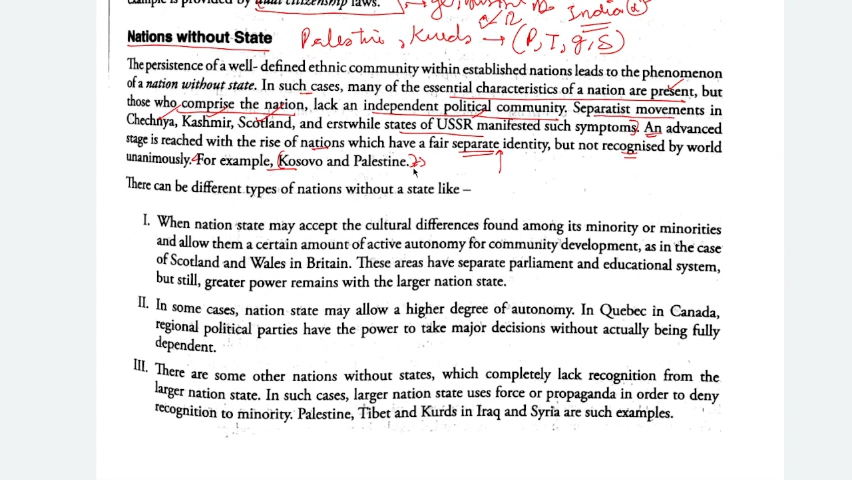 example is provided by dual citizenship laws.
India
Nations without State Palestine, Kurds → (P, T, g, S)
The persistence of a well- defined ethnic community within established nations leads to the phenomenon
of a nation without state. In such cases, many of the essential characteristics of a nation are present, but
those who comprise the nation, lack an independent political community. Separatist movements in
Chechnya, Kashmir, Scotland, and erstwhile states of USSR manifested such symptoms. An advanced
stage is reached with the rise of nations which have a fair separate identity, but not recognised by world
unanimously. For example, Kosovo and Palestine.
There can be different types of nations without a state like –
I. When nation state may accept the cultural differences found among its minority or minorities
and allow them a certain amount of active autonomy for community development, as in the case
of Scotland and Wales in Britain. These areas have separate parliament and educational system,
but still, greater power remains with the larger nation state.
II. In some cases, nation state may allow a higher degree of autonomy. In Quebec in Canada,
regional political parties have the power to take major decisions without actually being fully
dependent.
III. There are some other nations without states, which completely lack recognition from the
larger nation state. In such cases, larger nation state uses force or propaganda in order to deny
recognition to minority. Palestine, Tibet and Kurds in Iraq and Syria are such examples.